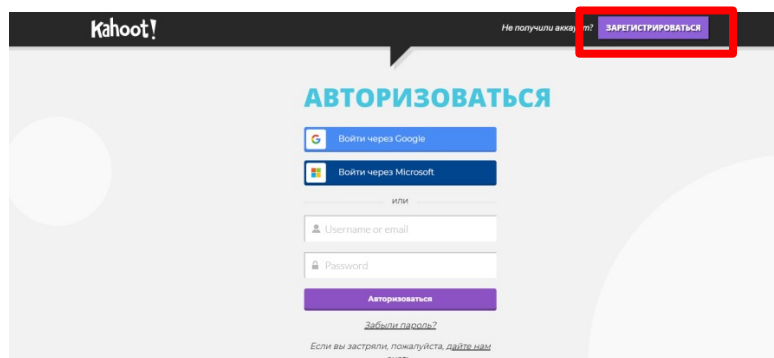 Kahoot!
Не получили аккаунт? ЗАРЕГИСТРИРОВАТЬСЯ
АВТОРИЗОВАТЬСЯ
Войти через Google
Войти через Microsoft
или
Username or email
Password
Авторизоваться
Забыли пароль?
Если вы застряли, пожалуйста, дайте нам